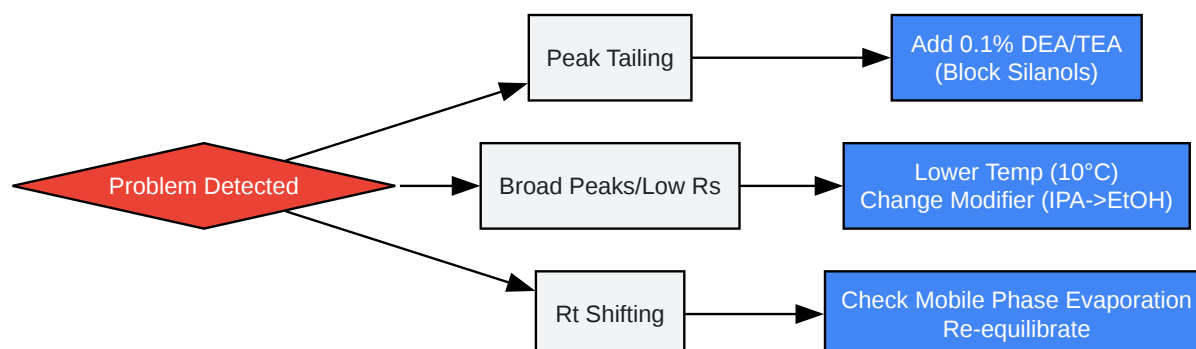 Problem Detected
Peak Tailing
Add 0.1% DEA/TEA
(Block Silanols)
Broad Peaks/Low Rs
Lower Temp (10°C)
Change Modifier (IPA->EtOH)
Rt Shifting
Check Mobile Phase Evaporation
Re-equilibrate